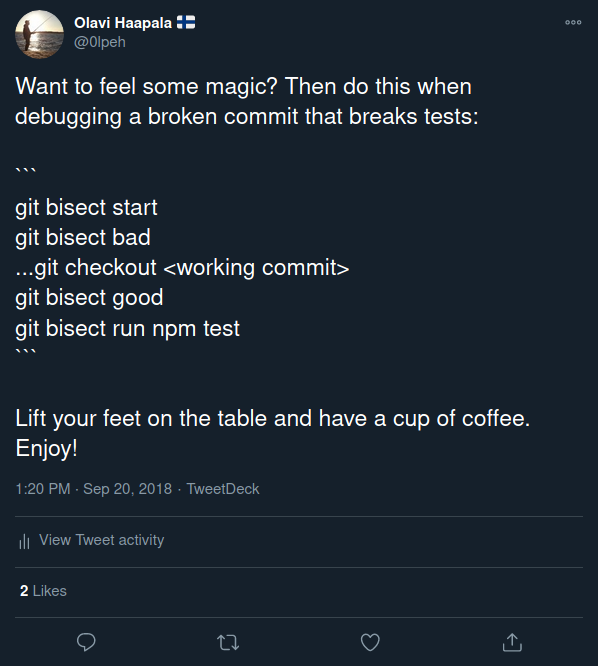 Olavi Haapala 🇫🇮
@0lpeh
Want to feel some magic? Then do this when
debugging a broken commit that breaks tests:
```
git bisect start
git bisect bad
...git checkout <working commit>
git bisect good
git bisect run npm test
```
Lift your feet on the table and have a cup of coffee.
Enjoy!
1:20 PM · Sep 20, 2018 · TweetDeck
View Tweet activity
2 Likes